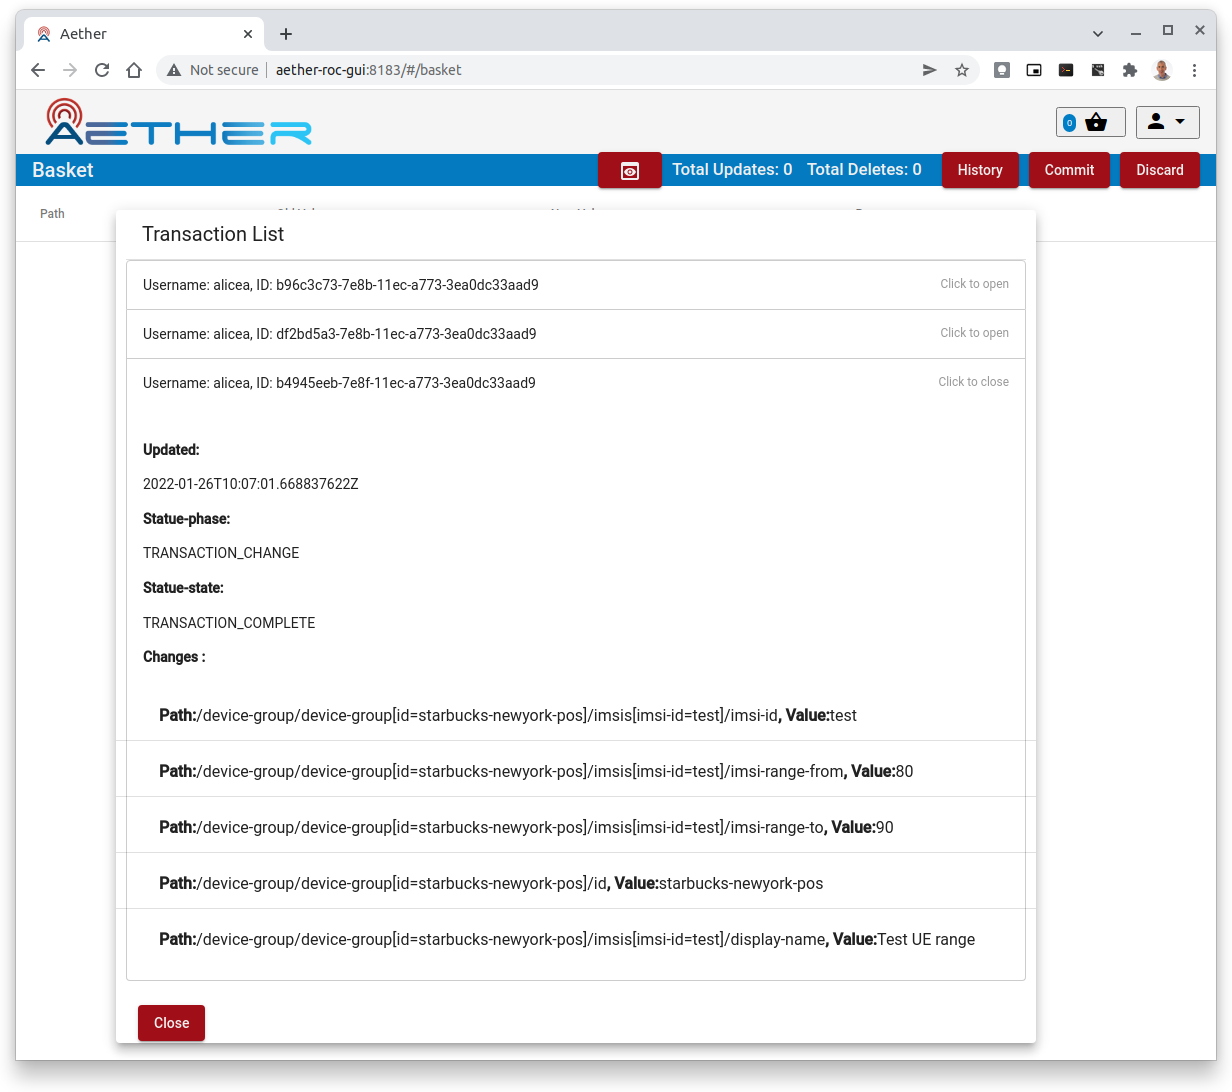 Aether
Not secure aether-roc-gui:8183/#/basket
AETHER
0
Basket
Total Updates: 0 Total Deletes: 0 History Commit Discard
Path
Transaction List
Username: alicea, ID: b96c3c73-7e8b-11ec-a773-3ea0dc33aad9 Click to open
Username: alicea, ID: df2bd5a3-7e8b-11ec-a773-3ea0dc33aad9 Click to open
Username: alicea, ID: b4945eeb-7e8f-11ec-a773-3ea0dc33aad9 Click to close
Updated:
2022-01-26T10:07:01.668837622Z
Statue-phase:
TRANSACTION_CHANGE
Statue-state:
TRANSACTION_COMPLETE
Changes :
Path:/device-group/device-group[id=starbucks-newyork-pos]/imsis[imsi-id=test]/imsi-id, Value:test
Path:/device-group/device-group[id=starbucks-newyork-pos]/imsis[imsi-id=test]/imsi-range-from, Value:80
Path:/device-group/device-group[id=starbucks-newyork-pos]/imsis[imsi-id=test]/imsi-range-to, Value:90
Path:/device-group/device-group[id=starbucks-newyork-pos]/id, Value:starbucks-newyork-pos
Path:/device-group/device-group[id=starbucks-newyork-pos]/imsis[imsi-id=test]/display-name, Value:Test UE range
Close